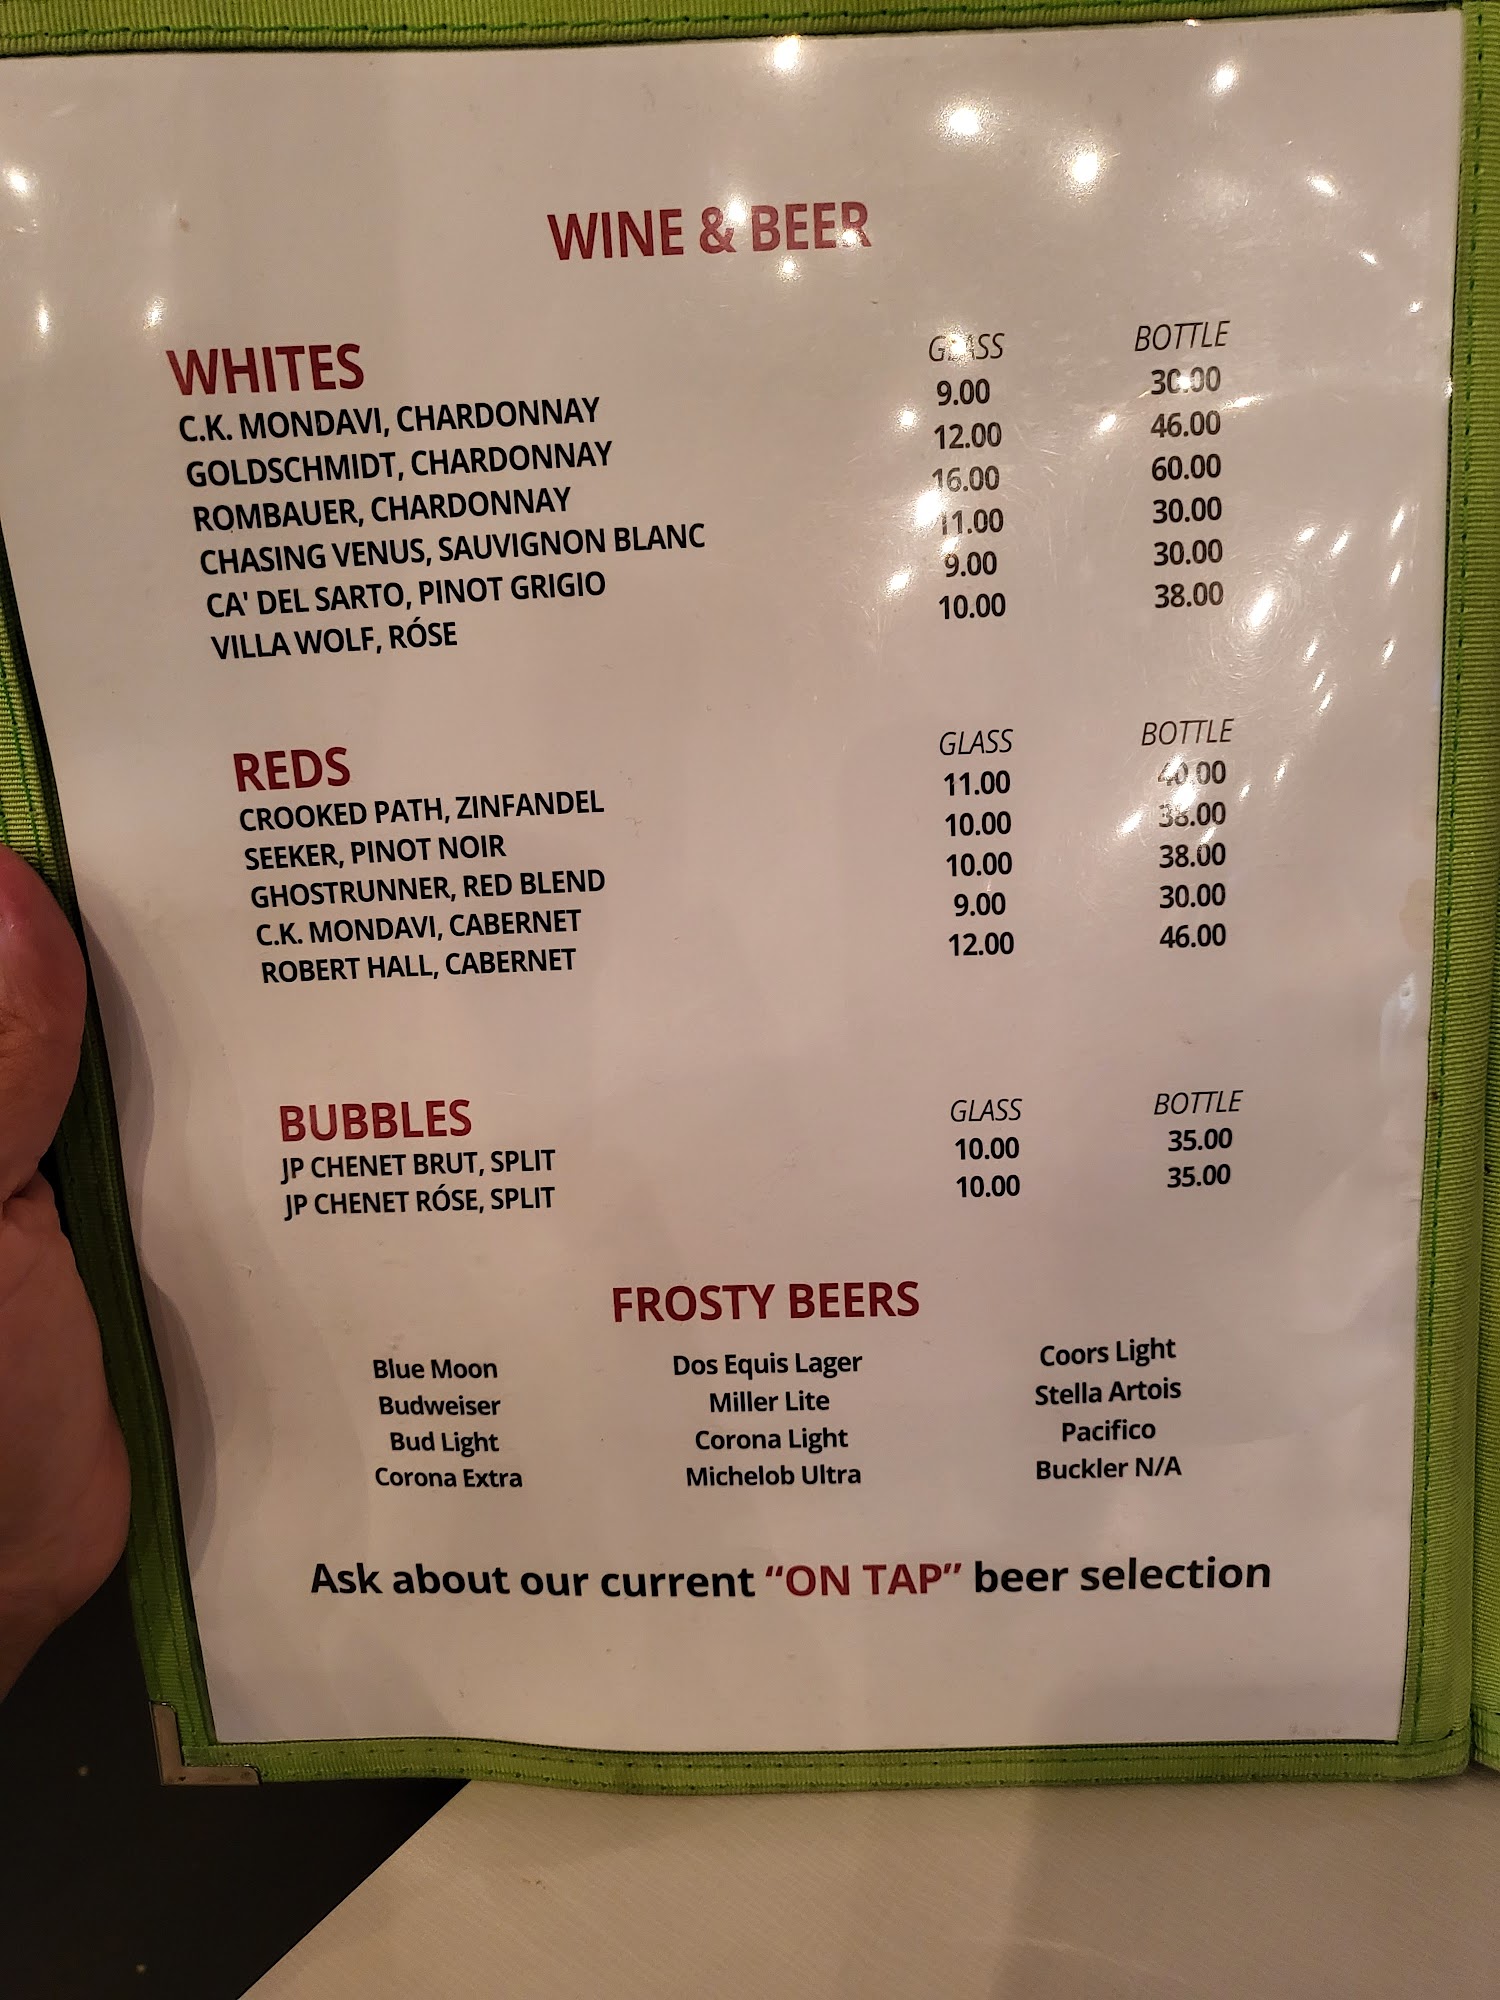 WINE & BEER
WHITES GLASS BOTTLE
C.K. MONDAVI, CHARDONNAY 9.00 30.00
GOLDSCHMIDT, CHARDONNAY 12.00 46.00
ROMBAUER, CHARDONNAY 16.00 60.00
CHASING VENUS, SAUVIGNON BLANC 11.00 30.00
CA' DEL SARTO, PINOT GRIGIO 9.00 30.00
VILLA WOLF, RÓSE 10.00 38.00
REDS GLASS BOTTLE
CROOKED PATH, ZINFANDEL 11.00 40.00
SEEKER, PINOT NOIR 10.00 38.00
GHOSTRUNNER, RED BLEND 10.00 38.00
C.K. MONDAVI, CABERNET 9.00 30.00
ROBERT HALL, CABERNET 12.00 46.00
BUBBLES GLASS BOTTLE
JP CHENET BRUT, SPLIT 10.00 35.00
JP CHENET RÓSE, SPLIT 10.00 35.00
FROSTY BEERS
Blue Moon Dos Equis Lager Coors Light
Budweiser Miller Lite Stella Artois
Bud Light Corona Light Pacifico
Corona Extra Michelob Ultra Buckler N/A
Ask about our current “ON TAP” beer selection